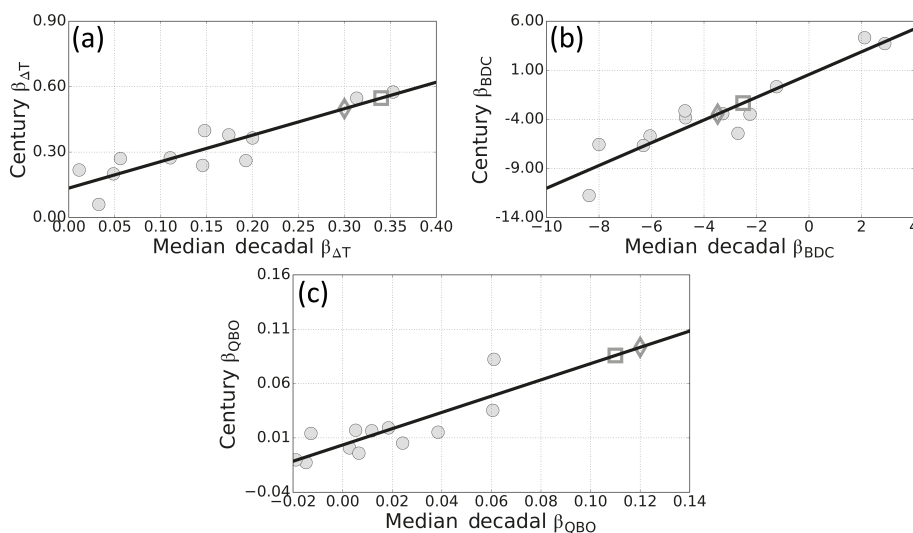 (a)
Century β_ΔT
0.90
0.60
0.30
0.00
0.00 0.05 0.10 0.15 0.20 0.25 0.30 0.35 0.40
Median decadal β_ΔT
(b)
Century β_BDC
6.00
1.00
−4.00
−9.00
-14.00
−10 −8 −6 −4 −2 0 2 4
Median decadal β_BDC
(c)
Century β_QBO
0.16
0.11
0.06
0.01
−0.04
−0.02 0.00 0.02 0.04 0.06 0.08 0.10 0.12 0.14
Median decadal β_QBO